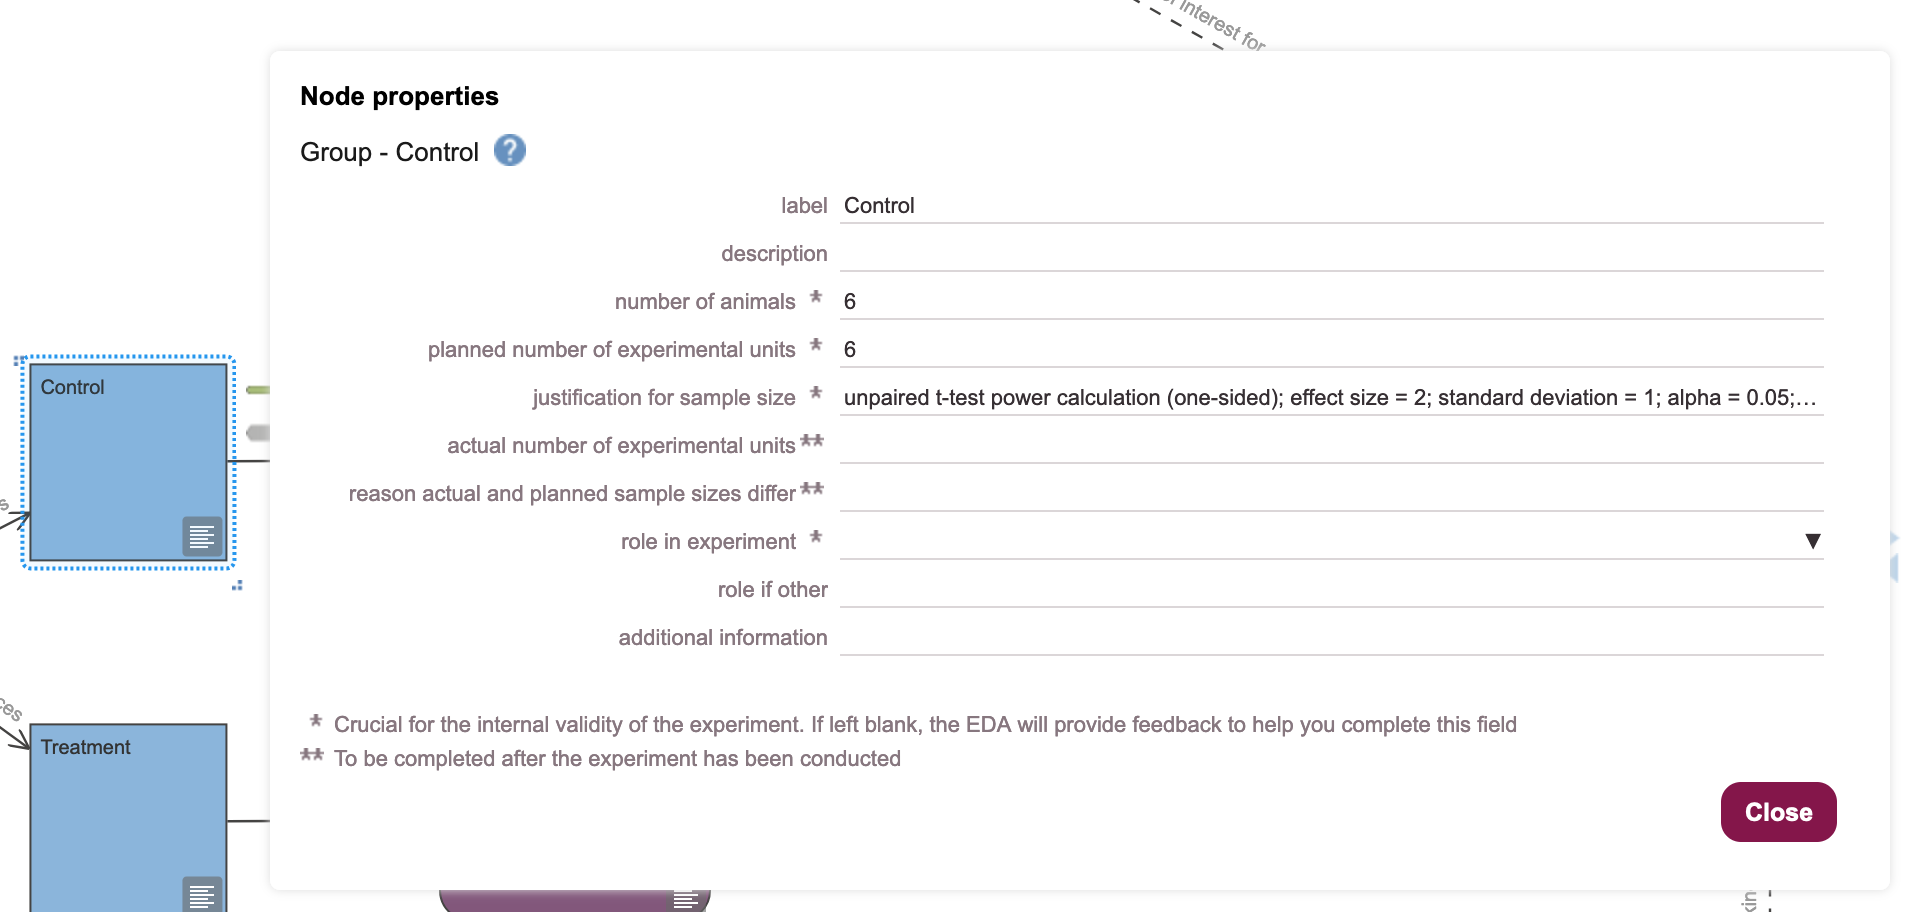 interest for
Node properties
Group - Control ?
label Control
description
number of animals * 6
planned number of experimental units * 6
justification for sample size * unpaired t-test power calculation (one-sided); effect size = 2; standard deviation = 1; alpha = 0.05;...
actual number of experimental units **
reason actual and planned sample sizes differ **
role in experiment * ▼
role if other
additional information
* Crucial for the internal validity of the experiment. If left blank, the EDA will provide feedback to help you complete this field
** To be completed after the experiment has been conducted
Close
Control
Treatment